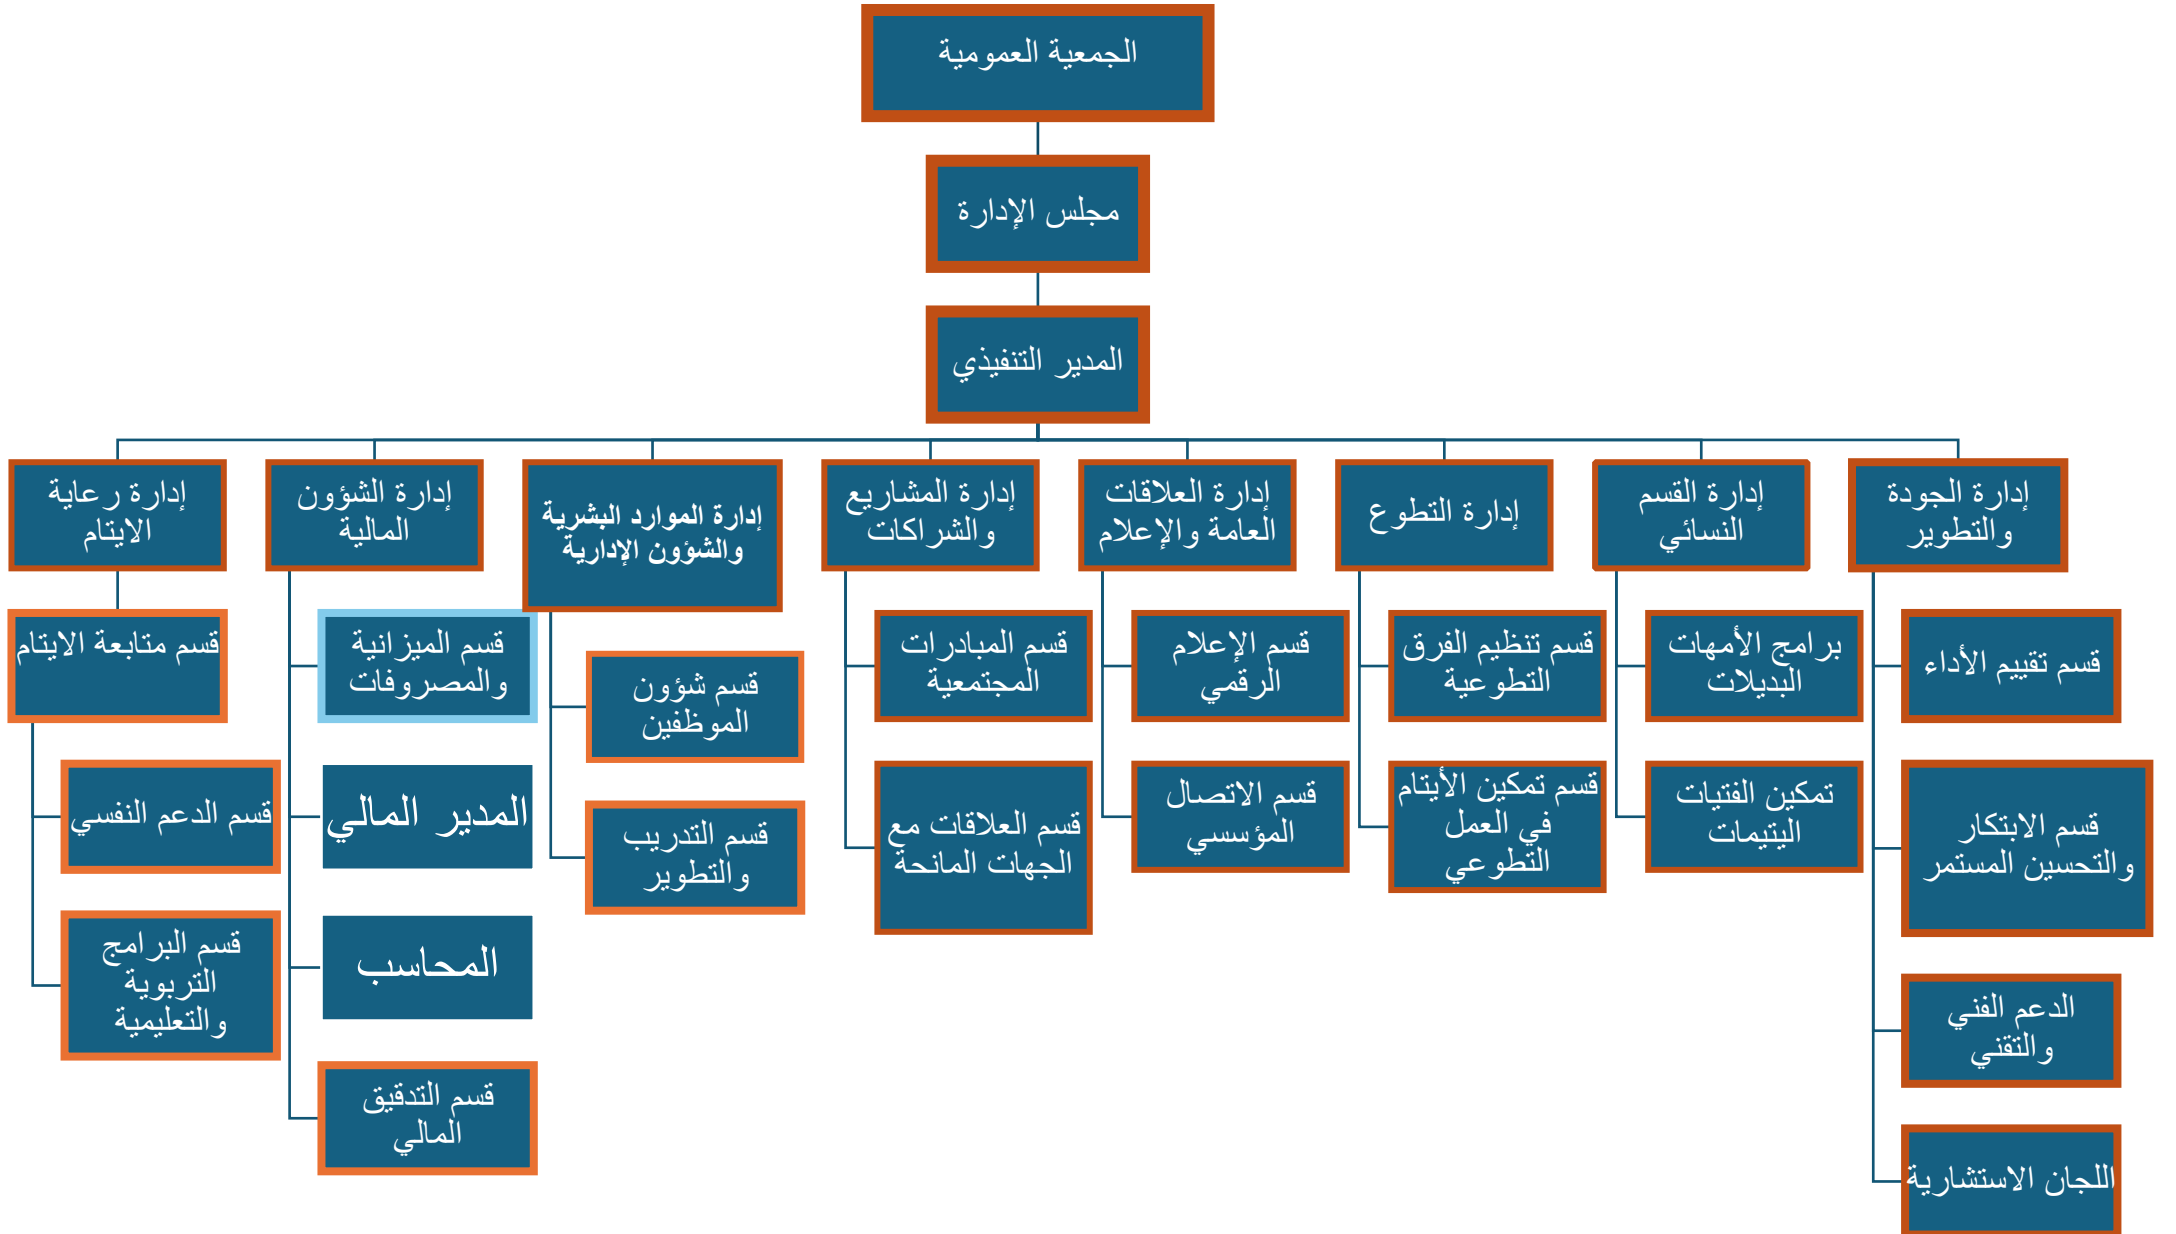 الجمعية العمومية
مجلس الإدارة
المدير التنفيذي
إدارة الجودة
والتطوير
قسم تقييم الأداء
قسم الابتكار
والتحسين المستمر
الدعم الفني
والتقني
اللجان الاستشارية
إدارة القسم
النسائي
برامج الأمهات
البديلات
تمكين الفتيات
اليتيمات
إدارة التطوع
قسم تنظيم الفرق
التطوعية
قسم تمكين الأيتام
في العمل
التطوعي
إدارة العلاقات
العامة والإعلام
قسم الإعلام
الرقمي
قسم الاتصال
المؤسسي
إدارة المشاريع
والشراكات
قسم المبادرات
المجتمعية
قسم العلاقات مع
الجهات المانحة
إدارة الموارد البشرية
والشؤون الإدارية
قسم شؤون
الموظفين
قسم التدريب
والتطوير
إدارة الشؤون
المالية
قسم الميزانية
والمصروفات
المدير المالي
المحاسب
قسم التدقيق
المالي
إدارة رعاية
الايتام
قسم متابعة الايتام
قسم الدعم النفسي
قسم البرامج
التربوية
والتعليمية